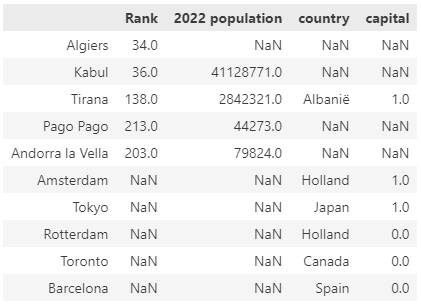 Rank 2022 population country capital
Algiers 34.0 NaN NaN NaN
Kabul 36.0 41128771.0 NaN NaN
Tirana 138.0 2842321.0 Albanië 1.0
Pago Pago 213.0 44273.0 NaN NaN
Andorra la Vella 203.0 79824.0 NaN NaN
Amsterdam NaN NaN Holland 1.0
Tokyo NaN NaN Japan 1.0
Rotterdam NaN NaN Holland 0.0
Toronto NaN NaN Canada 0.0
Barcelona NaN NaN Spain 0.0